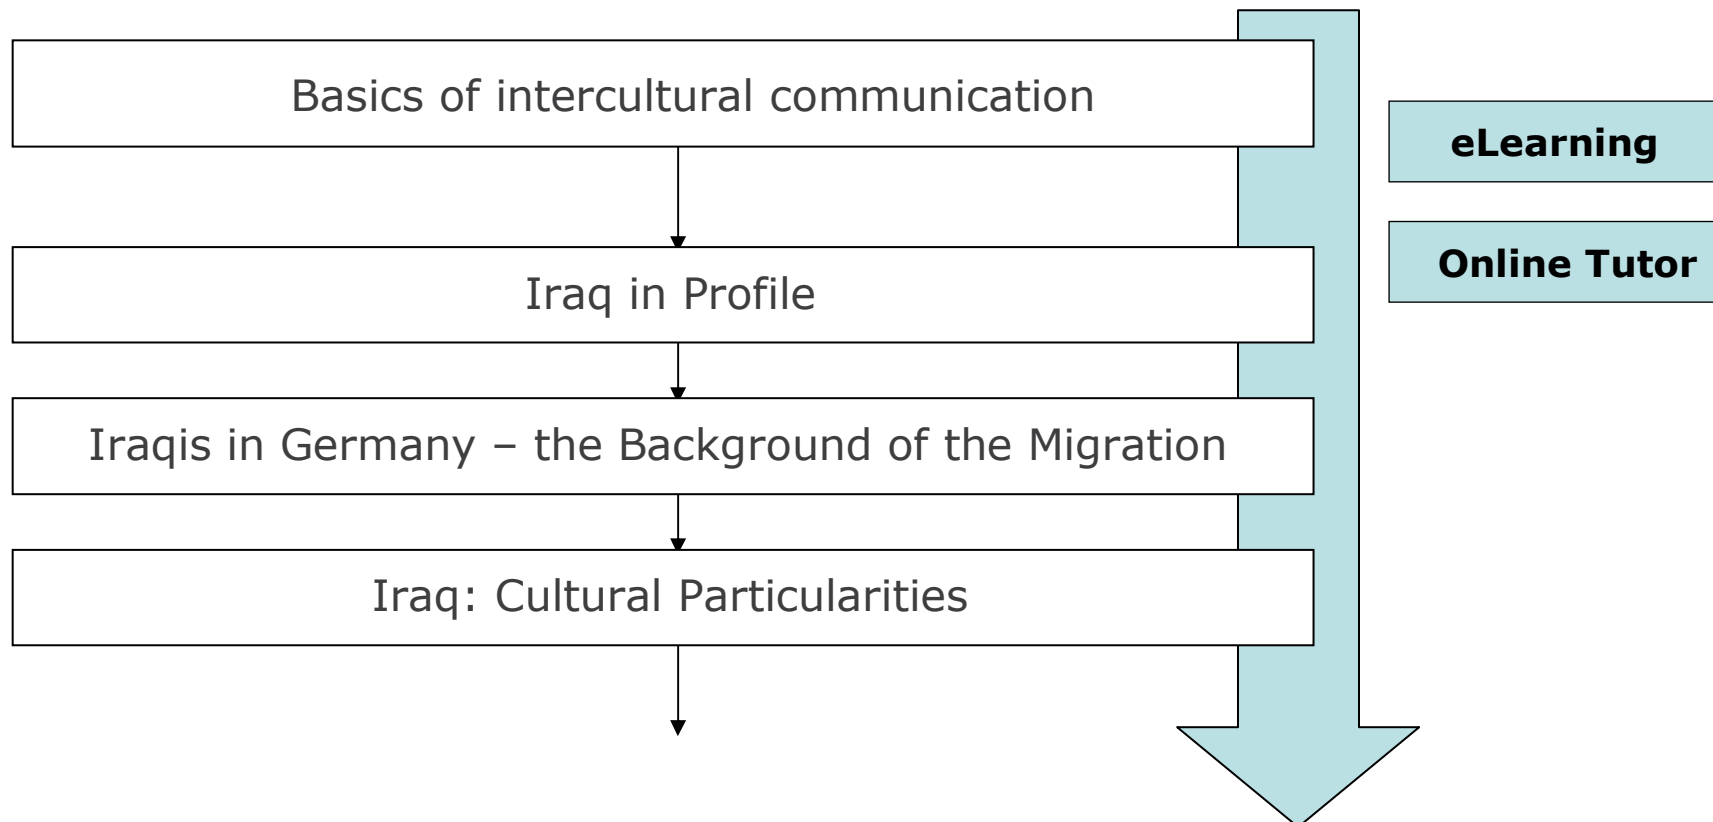 Basics of intercultural communication
eLearning
Online Tutor
Iraq in Profile
Iraqis in Germany – the Background of the Migration
Iraq: Cultural Particularities